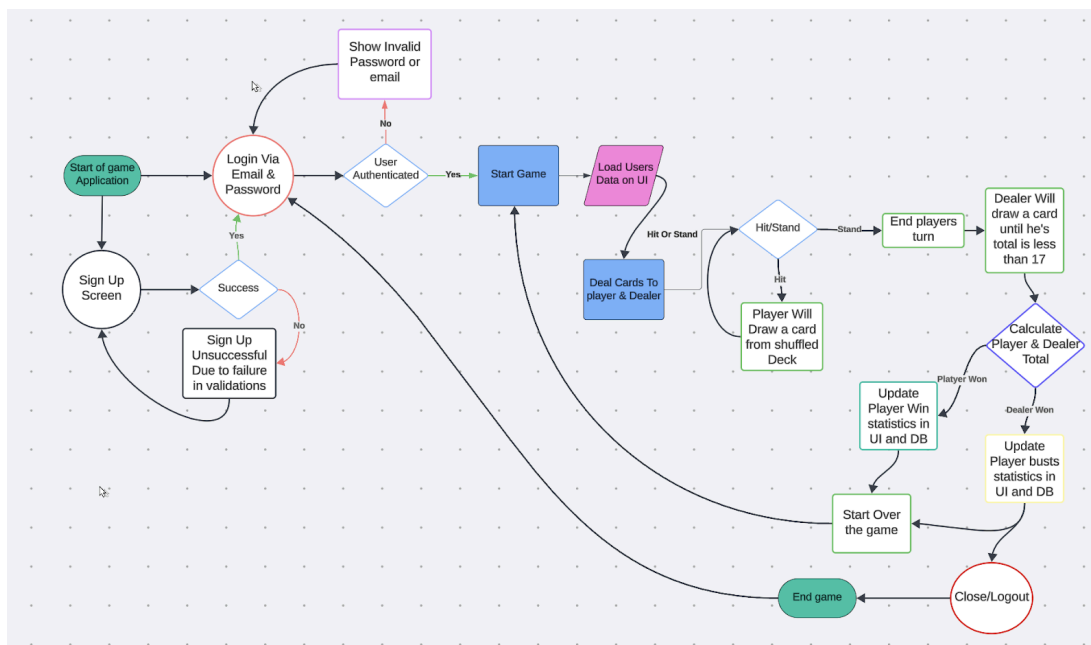 Show Invalid
Password or
email
No
Start of game
Application
Login Via
Email &
Password
User
Authenticated
Yes
Start Game
Load Users
Data on UI
Hit Or Stand
Deal Cards To
player & Dealer
Hit/Stand
Stand
End players
turn
Dealer Will
draw a card
until he's
total is less
than 17
Hit
Player Will
Draw a card
from shuffled
Deck
Yes
Sign Up
Screen
Success
No
Sign Up
Unsuccessful
Due to failure
in validations
Calculate
Player & Dealer
Total
Platyer Won
Dealer Won
Update
Player Win
statistics in
UI and DB
Update
Player busts
statistics in
UI and DB
Start Over
the game
Close/Logout
End game